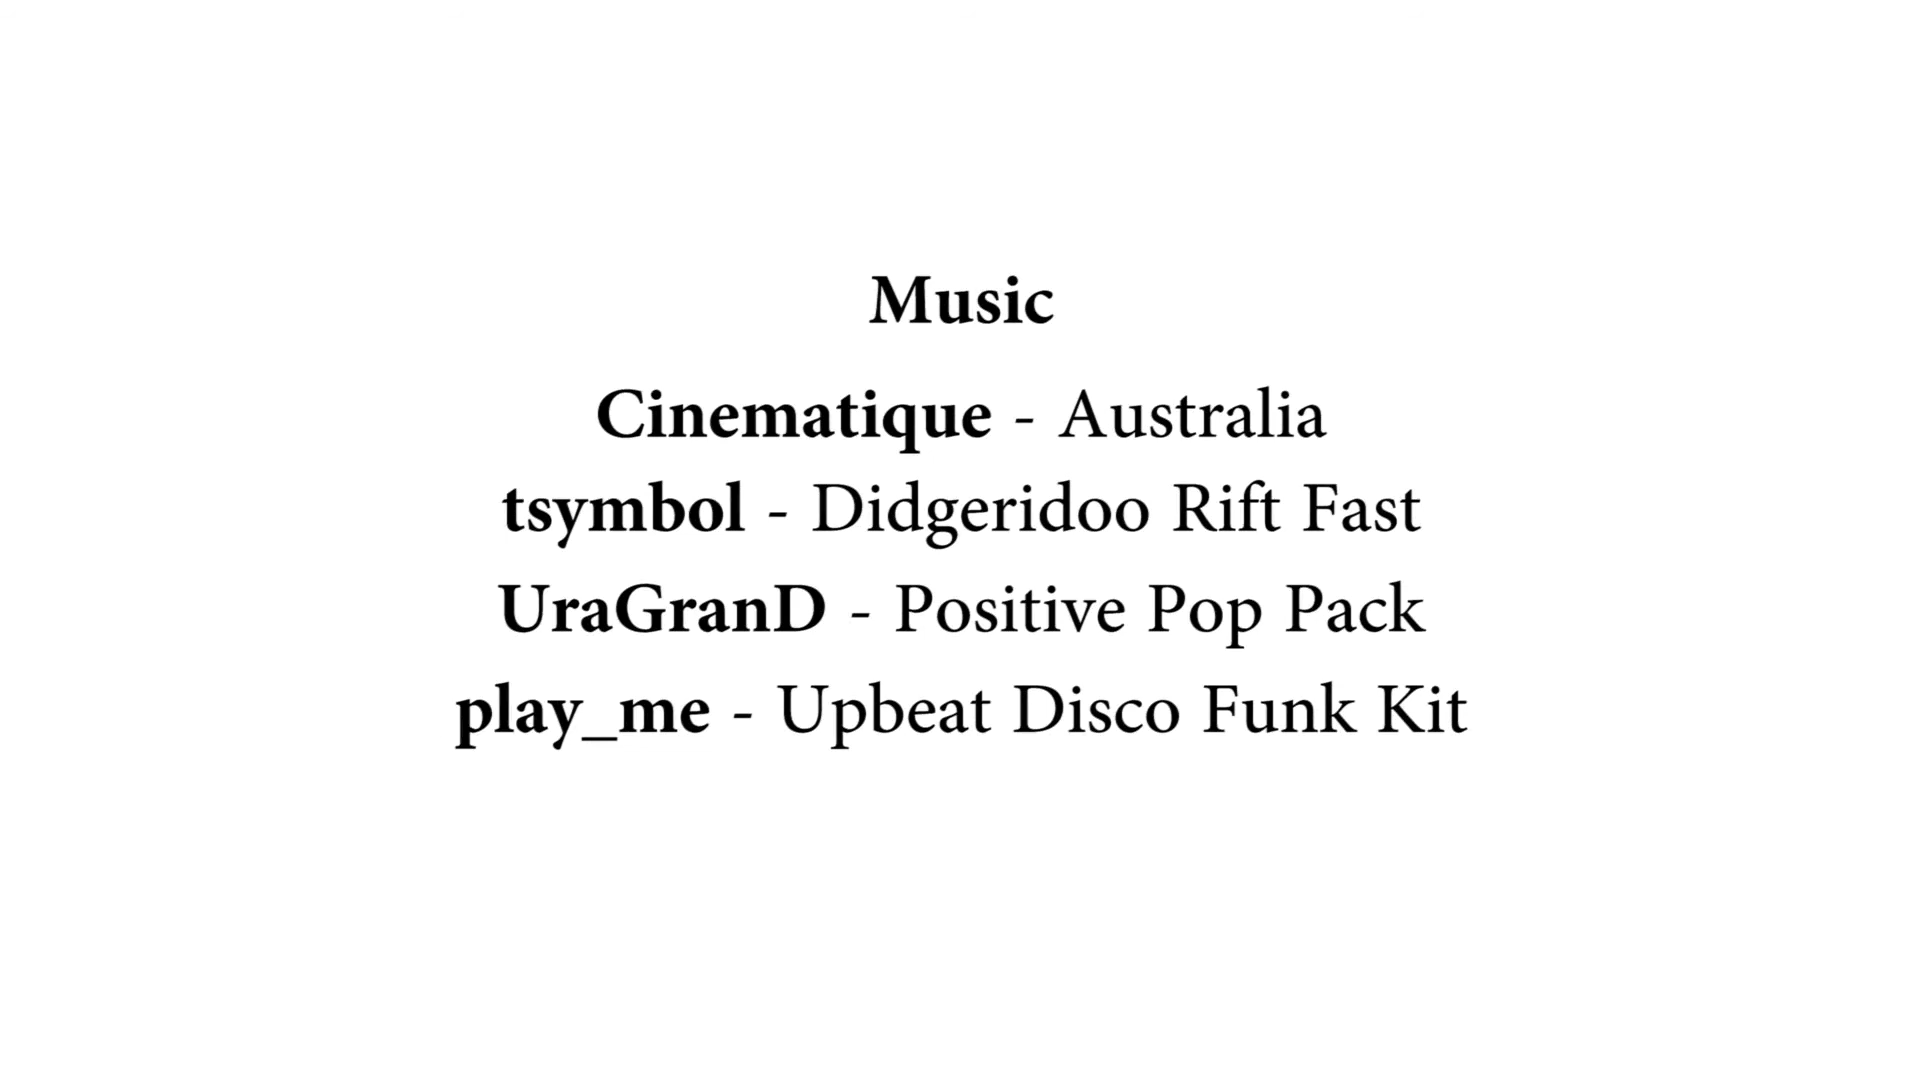 Music
Cinematique - Australia
tsymbol - Didgeridoo Rift Fast
UraGranD - Positive Pop Pack
play_me - Upbeat Disco Funk Kit